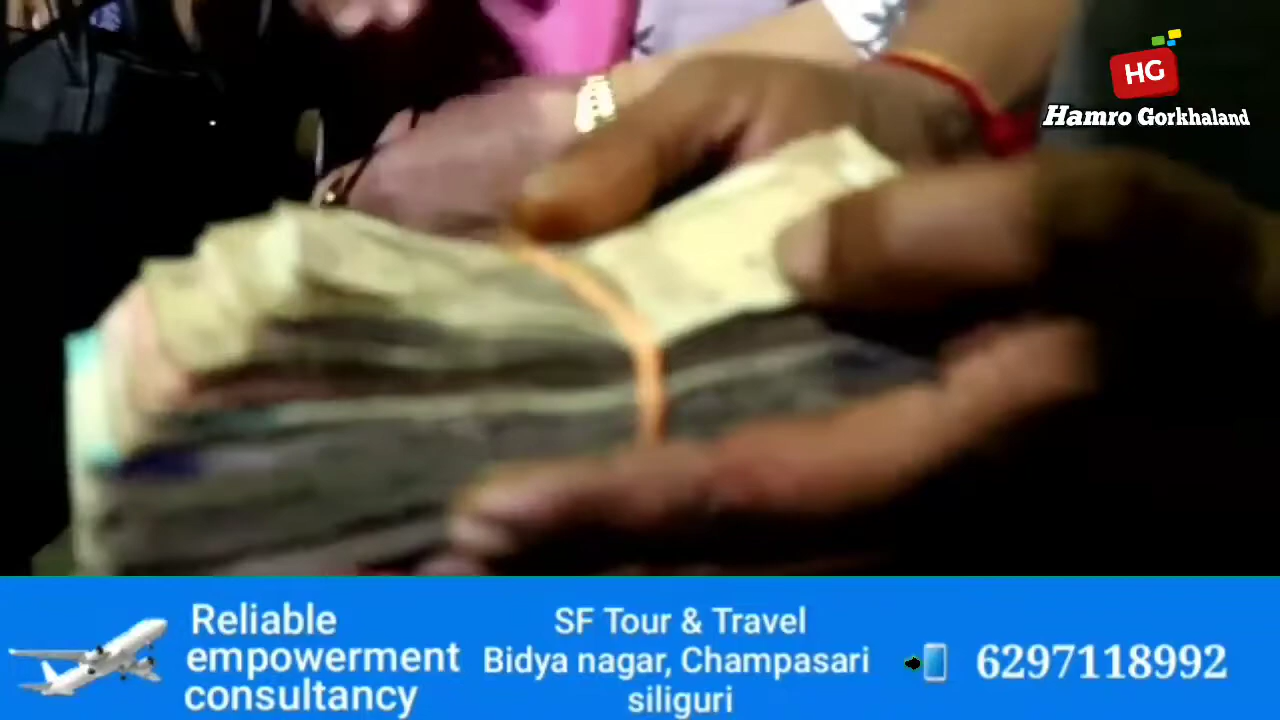 HG
Hamro Gorkhaland
Reliable
empowerment
consultancy
SF Tour & Travel
Bidya nagar, Champasari
siliguri
6297118992